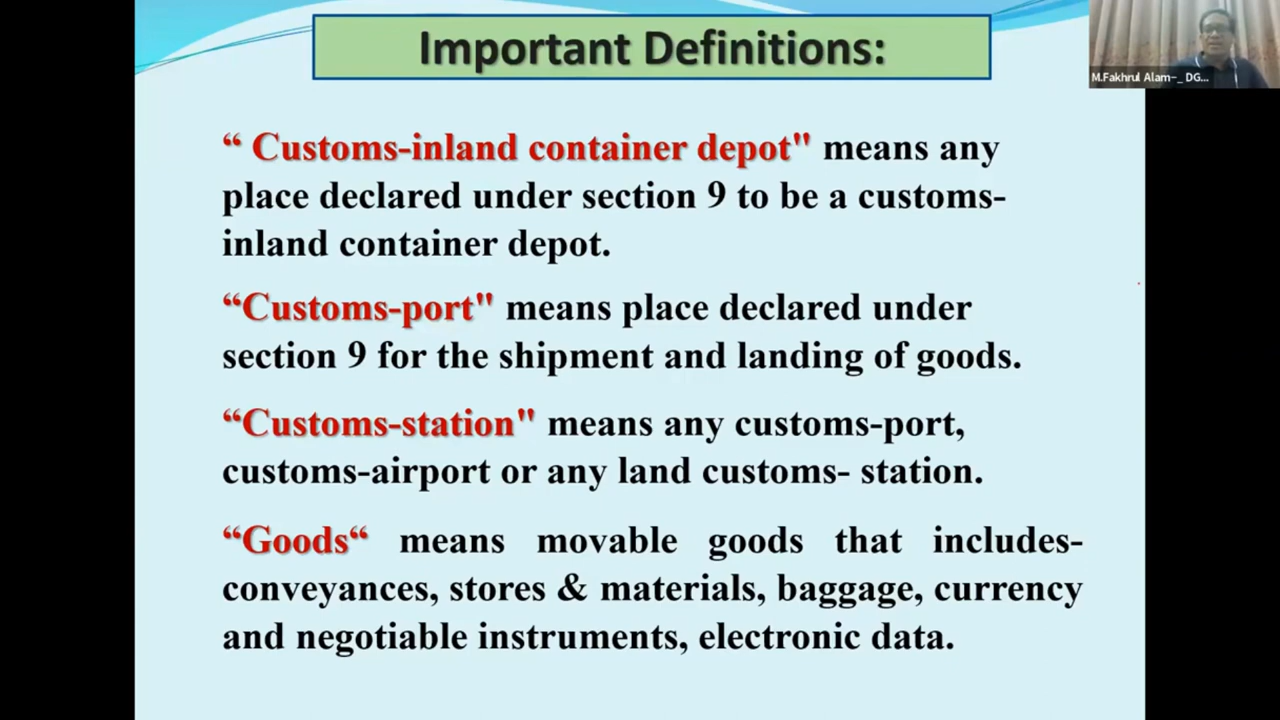 Important Definitions:
M.Fakhrul Alam~_ DG...
“ Customs-inland container depot" means any
place declared under section 9 to be a customs-
inland container depot.
“Customs-port" means place declared under
section 9 for the shipment and landing of goods.
“Customs-station" means any customs-port,
customs-airport or any land customs- station.
“Goods“ means movable goods that includes-
conveyances, stores & materials, baggage, currency
and negotiable instruments, electronic data.